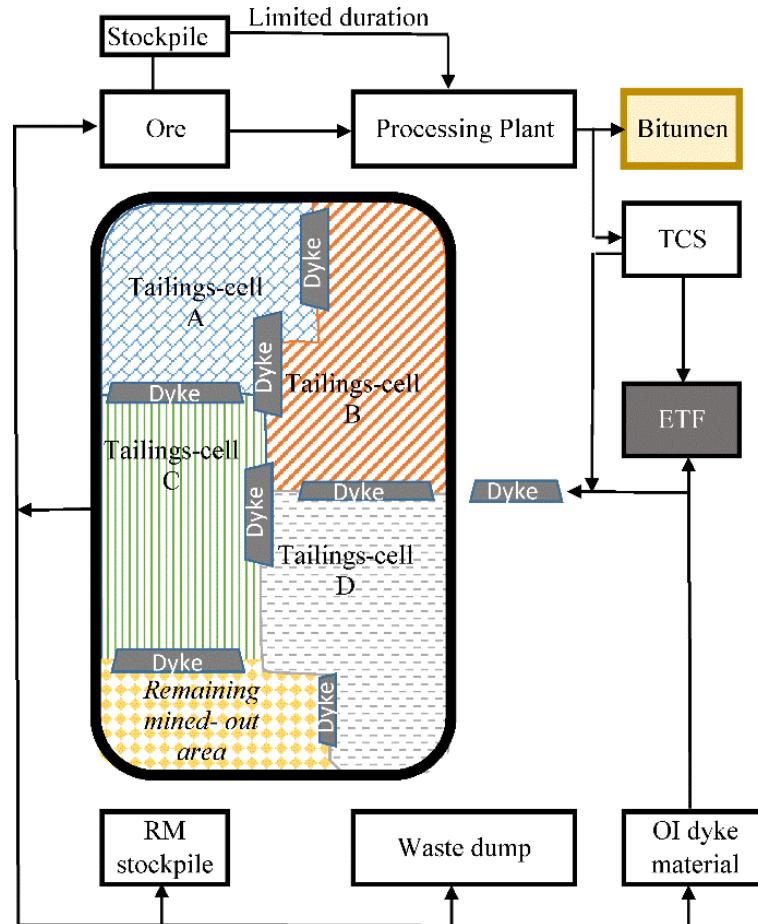 Limited duration
Stockpile
Ore
Processing Plant
Bitumen
TCS
Dyke
Tailings-cell
A
Dyke
Tailings-cell
B
Dyke
ETF
Tailings-cell
C
Dyke
Dyke
Dyke
Tailings-cell
D
Dyke
Remaining
mined- out
area
Dyke
RM
stockpile
Waste dump
OI dyke
material